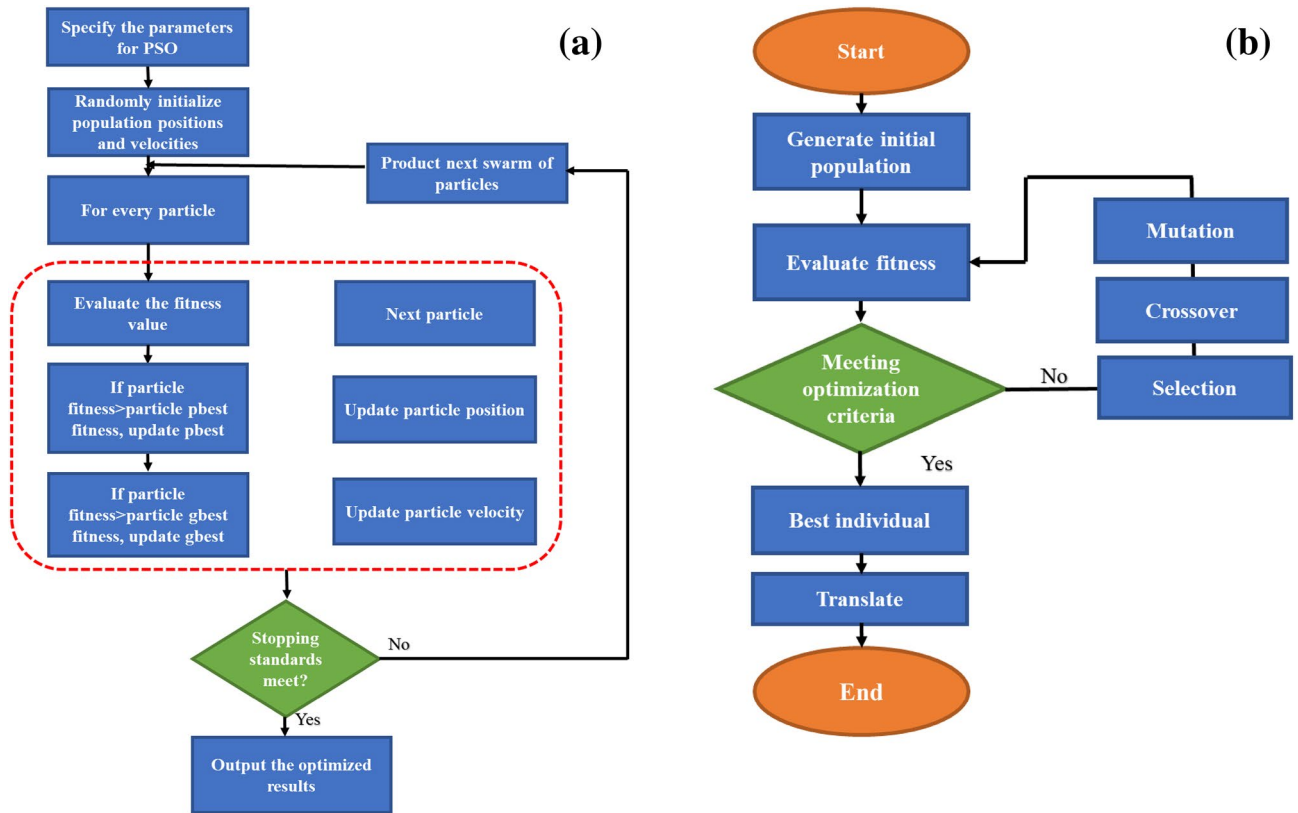 (a)
Specify the parameters
for PSO
Randomly initialize
population positions
and velocities
Product next swarm of
particles
For every particle
Evaluate the fitness
value
Next particle
If particle
fitness>particle pbest
fitness, update pbest
Update particle position
If particle
fitness>particle gbest
fitness, update gbest
Update particle velocity
Stopping
standards
meet?
No
Yes
Output the optimized
results
(b)
Start
Generate initial
population
Evaluate fitness
Mutation
Crossover
Selection
Meeting
optimization
criteria
No
Yes
Best individual
Translate
End